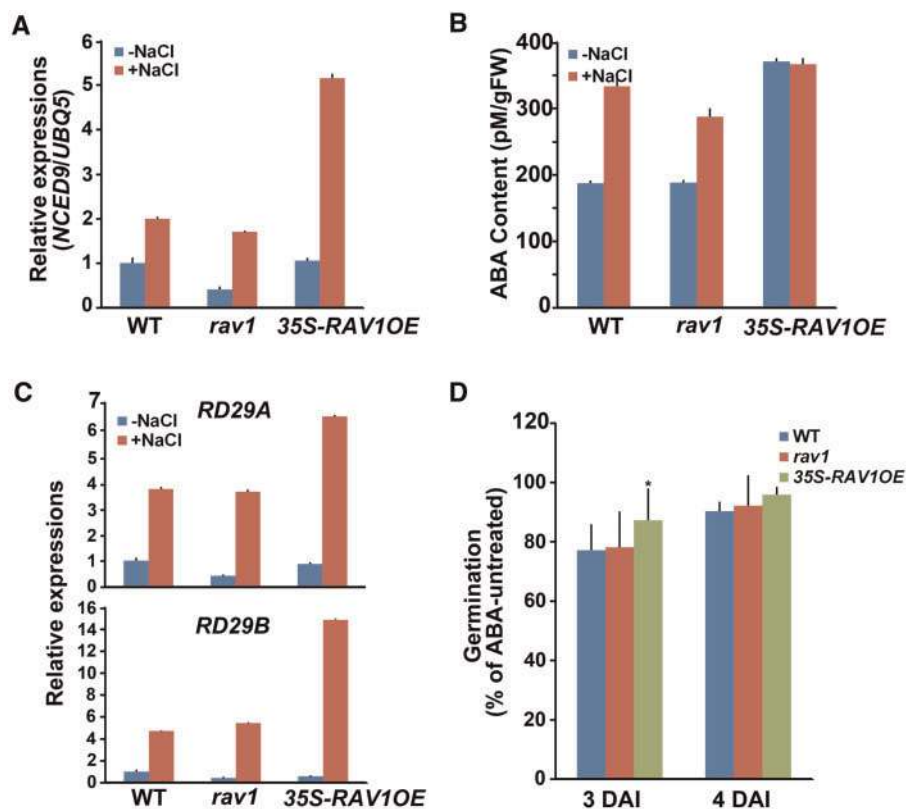 A
-NaCl
+NaCl
Relative expressions
(NCED9/UBQ5)
6
5
4
3
2
1
0
WT
rav1
35S-RAV1OE
B
-NaCl
+NaCl
ABA Content (pM/gFW)
400
300
200
100
0
WT
rav1
35S-RAV1OE
C
RD29A
-NaCl
+NaCl
Relative expressions
7
6
5
4
3
2
1
0
RD29B
16
14
12
10
8
6
4
2
0
WT
rav1
35S-RAV1OE
D
WT
rav1
35S-RAV1OE
Germination
(% of ABA-untreated)
120
100
80
60
40
20
0
*
3 DAI
4 DAI